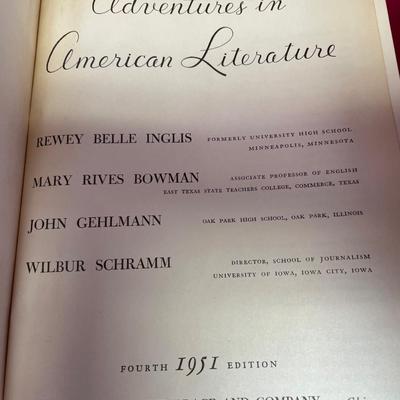 Adventures in
American Literature
REWEY BELLE INGLIS FORMERLY UNIVERSITY HIGH SCHOOL
MINNEAPOLIS, MINNESOTA
MARY RIVES BOWMAN ASSOCIATE PROFESSOR OF ENGLISH
EAST TEXAS STATE TEACHERS COLLEGE, COMMERCE, TEXAS
JOHN GEHLMANN OAK PARK HIGH SCHOOL, OAK PARK, ILLINOIS
WILBUR SCHRAMM DIRECTOR, SCHOOL OF JOURNALISM
UNIVERSITY OF IOWA, IOWA CITY, IOWA
FOURTH 1951 EDITION
AND COMPANY